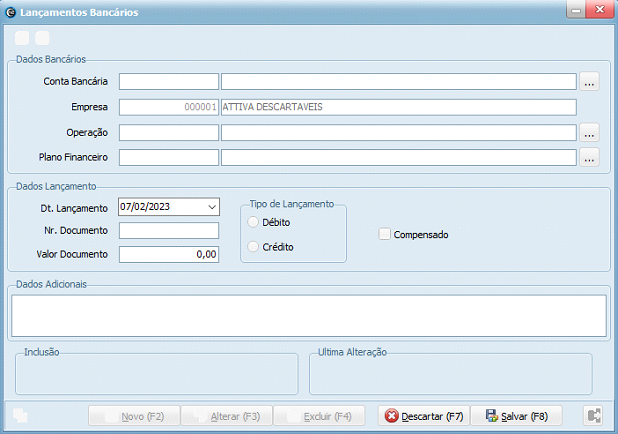 Lançamentos Bancários
Dados Bancários
Conta Bancária
...
Empresa 000001 ATTIVA DESCARTAVEIS
Operação
...
Plano Financeiro
...
Dados Lançamento
Dt. Lançamento 07/02/2023
Nr. Documento
Valor Documento 0,00
Tipo de Lançamento
Débito
Crédito
Compensado
Dados Adicionais
Inclusão
Ultima Alteração
Novo (F2) Alterar (F3) Excluir (F4) Descartar (F7) Salvar (F8)